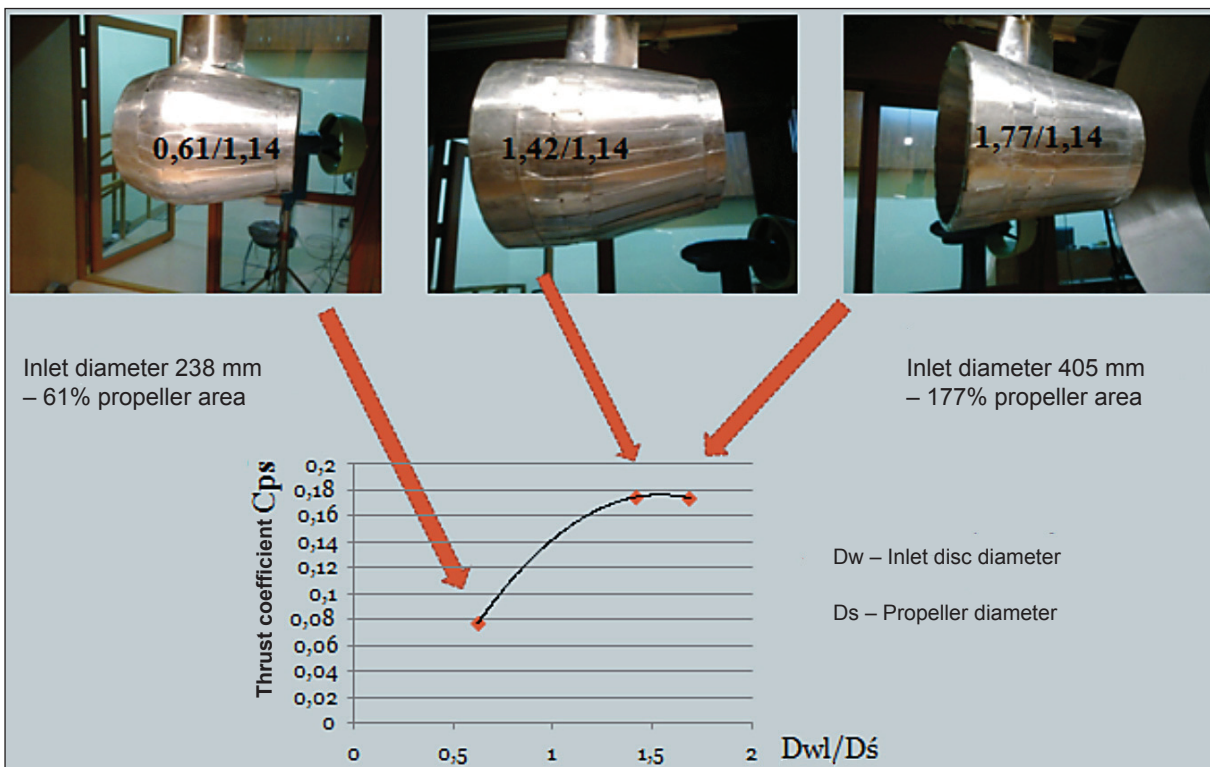 0,61/1,14
1,42/1,14
1,77/1,14
Inlet diameter 238 mm
– 61% propeller area
Inlet diameter 405 mm
– 177% propeller area
Thrust coefficient Cps
0,2
0,18
0,16
0,14
0,12
0,1
0,08
0,06
0,04
0,02
0
0 0,5 1 1,5 2
Dwl/Dś
Dw – Inlet disc diameter
Ds – Propeller diameter